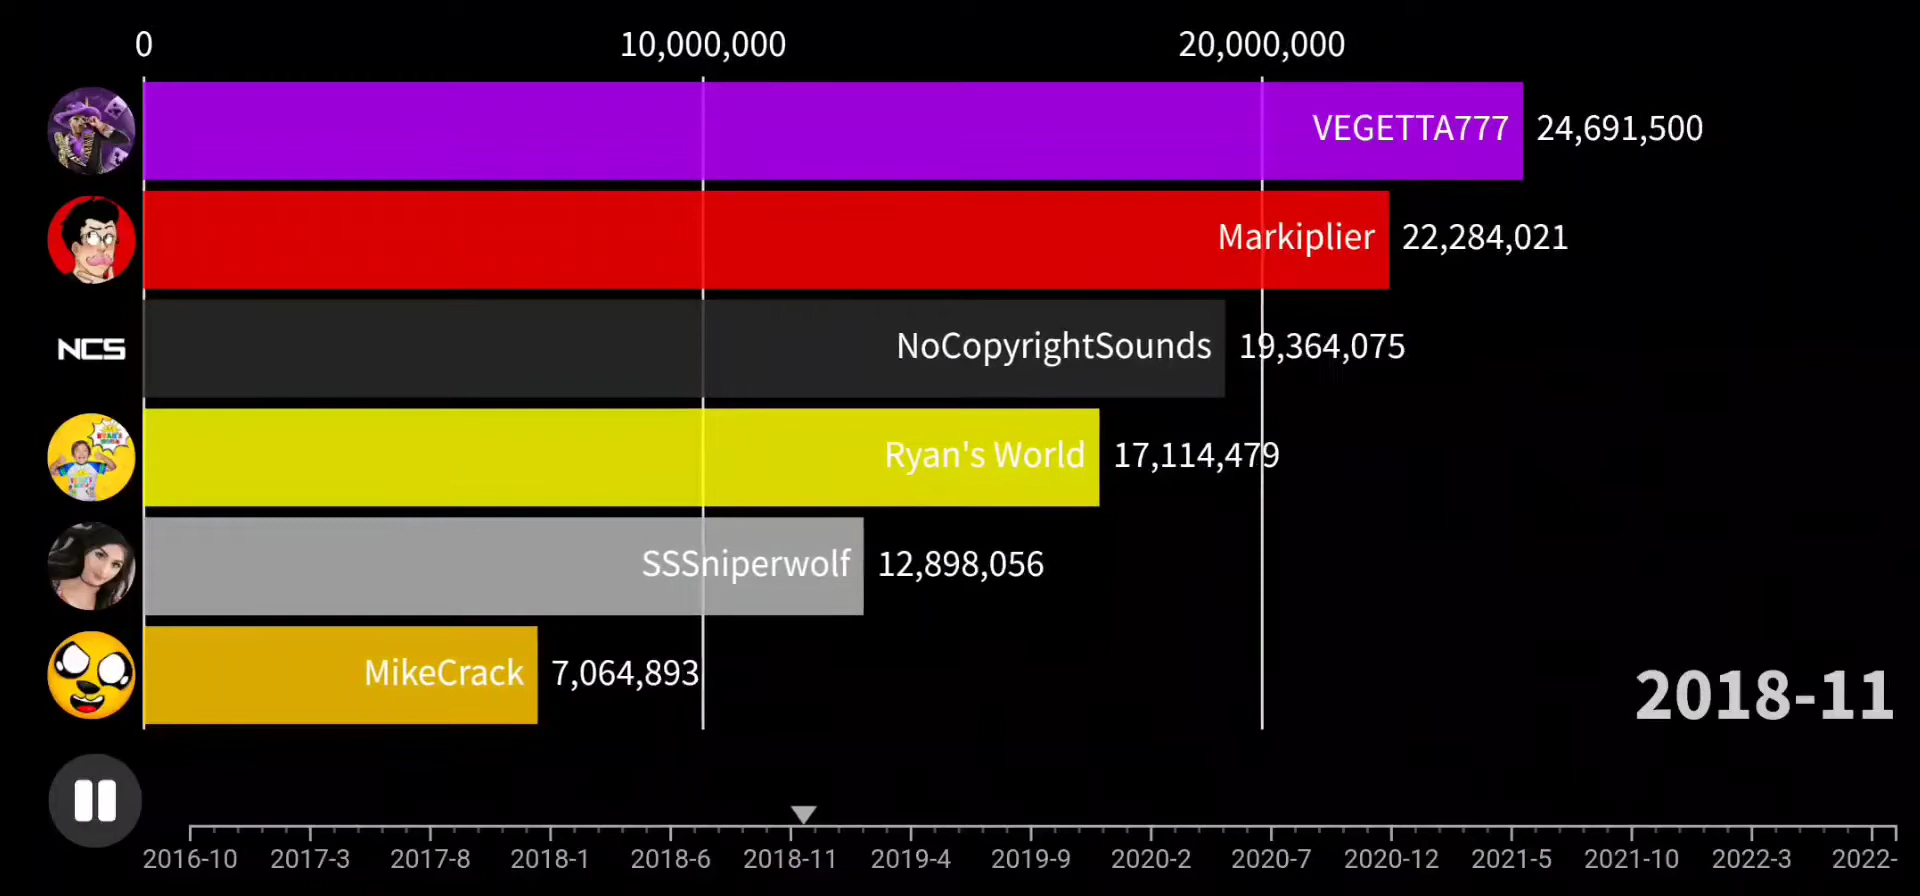 0 10,000,000 20,000,000
VEGETTA777 24,691,500
Markiplier 22,284,021
NCS NoCopyrightSounds 19,364,075
Ryan's World 17,114,479
SSSniperwolf 12,898,056
MikeCrack 7,064,893
2018-11
2016-10 2017-3 2017-8 2018-1 2018-6 2018-11 2019-4 2019-9 2020-2 2020-7 2020-12 2021-5 2021-10 2022-3 2022-